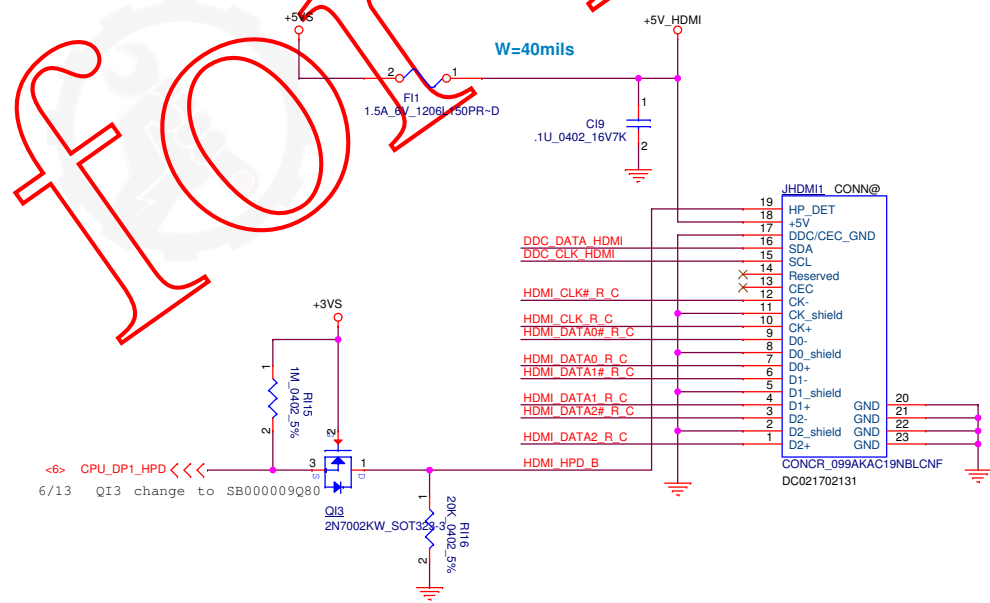 for
+5VS
+5V_HDMI
W=40mils
2
1
FI1
1.5A_6V_1206L150PR~D
1
CI9
.1U_0402_16V7K
2
JHDMI1 CONN@
19 HP_DET
18 +5V
17 DDC/CEC_GND
DDC_DATA_HDMI 16 SDA
DDC_CLK_HDMI 15 SCL
14 Reserved
13 CEC
HDMI_CLK#_R_C 12 CK-
11 CK_shield
HDMI_CLK_R_C 10 CK+
HDMI_DATA0#_R_C 9 D0-
8 D0_shield
HDMI_DATA0_R_C 7 D0+
HDMI_DATA1#_R_C 6 D1-
5 D1_shield
HDMI_DATA1_R_C 4 D1+ GND 20
HDMI_DATA2#_R_C 3 D2- GND 21
2 D2_shield GND 22
HDMI_DATA2_R_C 1 D2+ GND 23
CONCR_099AKAC19NBLCNF
DC021702131
HDMI_HPD_B
+3VS
1
RI15
1M_0402_5%
2
2
G
<6> CPU_DP1_HPD
3
S
1
D
6/13 QI3 change to SB000009Q80
QI3
2N7002KW_SOT323-3
1
RI16
20K_0402_5%
2